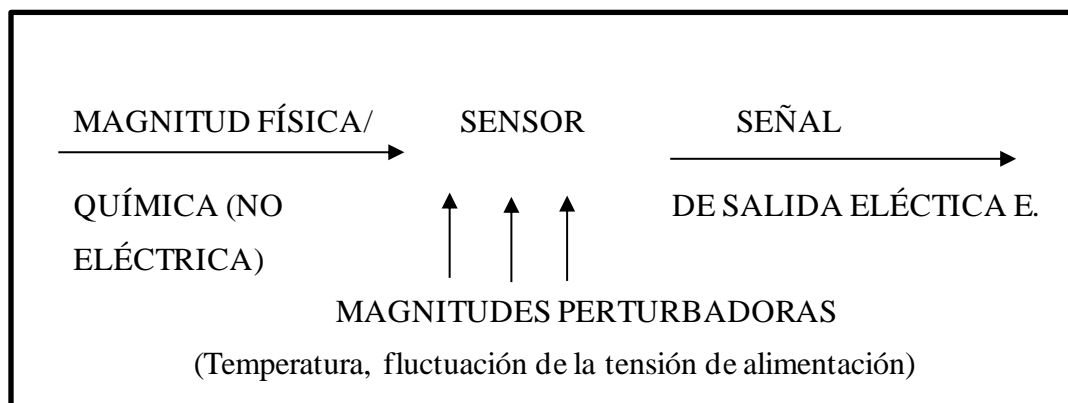 MAGNITUD FÍSICA/ SENSOR SEÑAL
QUÍMICA (NO DE SALIDA ELÉCTICA E.
ELÉCTRICA)
MAGNITUDES PERTURBADORAS
(Temperatura, fluctuación de la tensión de alimentación)